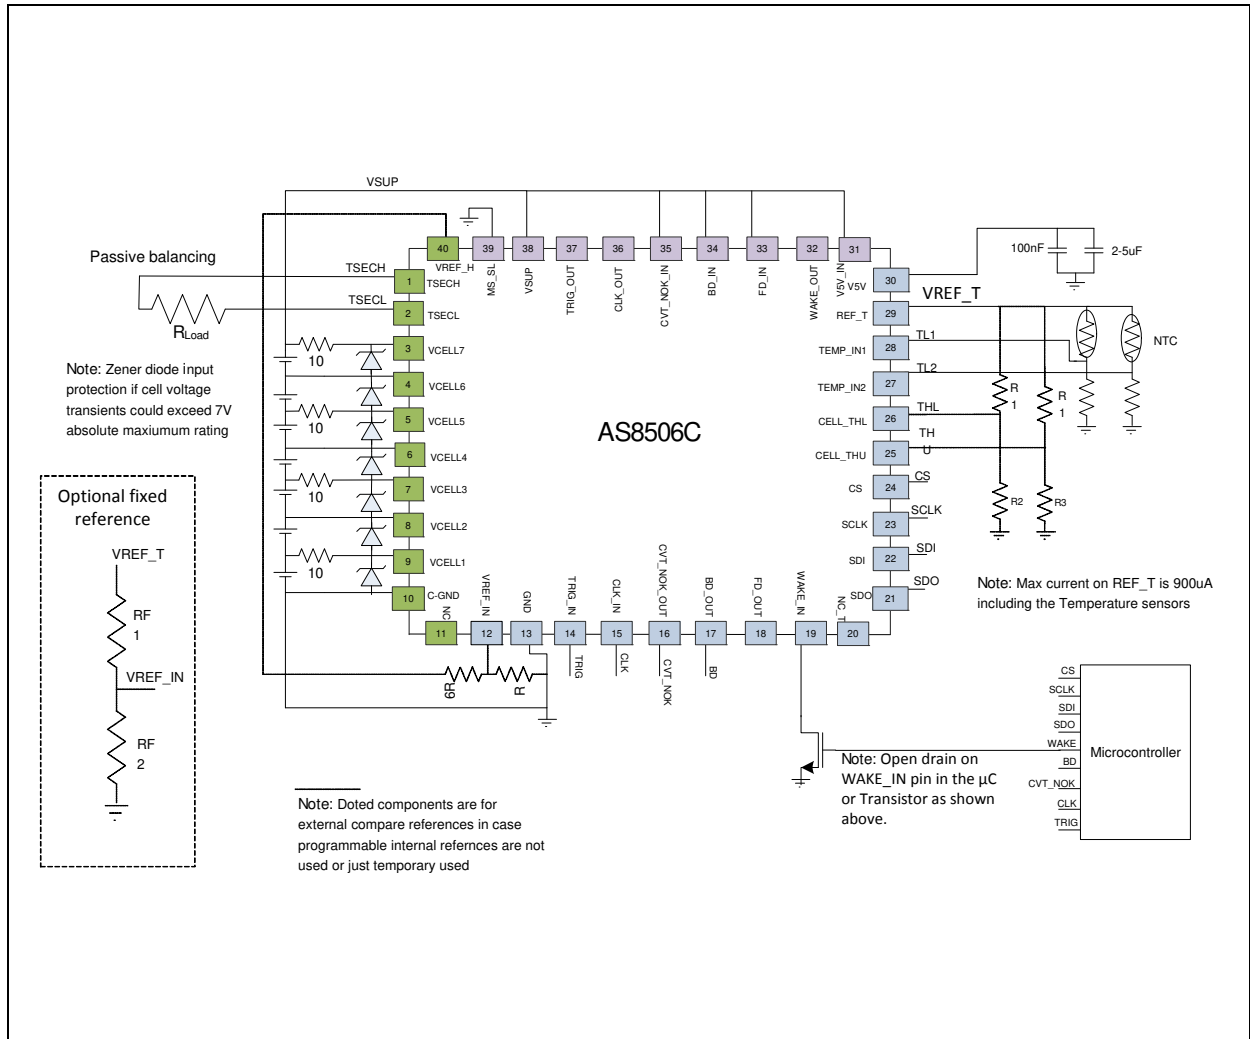 VSUP
Passive balancing
TSECH
TSECL
RLoad
Note: Zener diode input
protection if cell voltage
transients could exceed 7V
absolute maxiumum rating
40
39
38
37
36
35
34
33
32
31
VREF_H
MS_SL
VSUP
TRIG_OUT
CLK_OUT
CVT_NOK_IN
BD_IN
FD_IN
WAKE_OUT
V5V_IN
1
TSECH
2
TSECL
3
VCELL7
4
VCELL6
5
VCELL5
6
VCELL4
7
VCELL3
8
VCELL2
9
VCELL1
10
C-GND
10
10
10
10
AS8506C
V5V
30
REF_T
29
TEMP_IN1
28
TEMP_IN2
27
CELL_THL
26
CELL_THU
25
CS
24
SCLK
23
SDI
22
SDO
21
100nF
2-5uF
VREF_T
TL1
TL2
NTC
THL
TH
U
CS
SCLK
SDI
SDO
R
1
R
1
R2
R3
Note: Max current on REF_T is 900uA
including the Temperature sensors
NC
VREF_IN
GND
TRIG_IN
CLK_IN
CVT_NOK_OUT
BD_OUT
FD_OUT
WAKE_IN
NC_T
11
12
13
14
15
16
17
18
19
20
6R
R
TRIG
CLK
CVT_NOK
BD
Optional fixed
reference
VREF_T
RF
1
VREF_IN
RF
2
Note: Doted components are for
external compare references in case
programmable internal refernces are not
used or just temporary used
Note: Open drain on
WAKE_IN pin in the µC
or Transistor as shown
above.
CS
SCLK
SDI
SDO
WAKE
BD
CVT_NOK
CLK
TRIG
Microcontroller